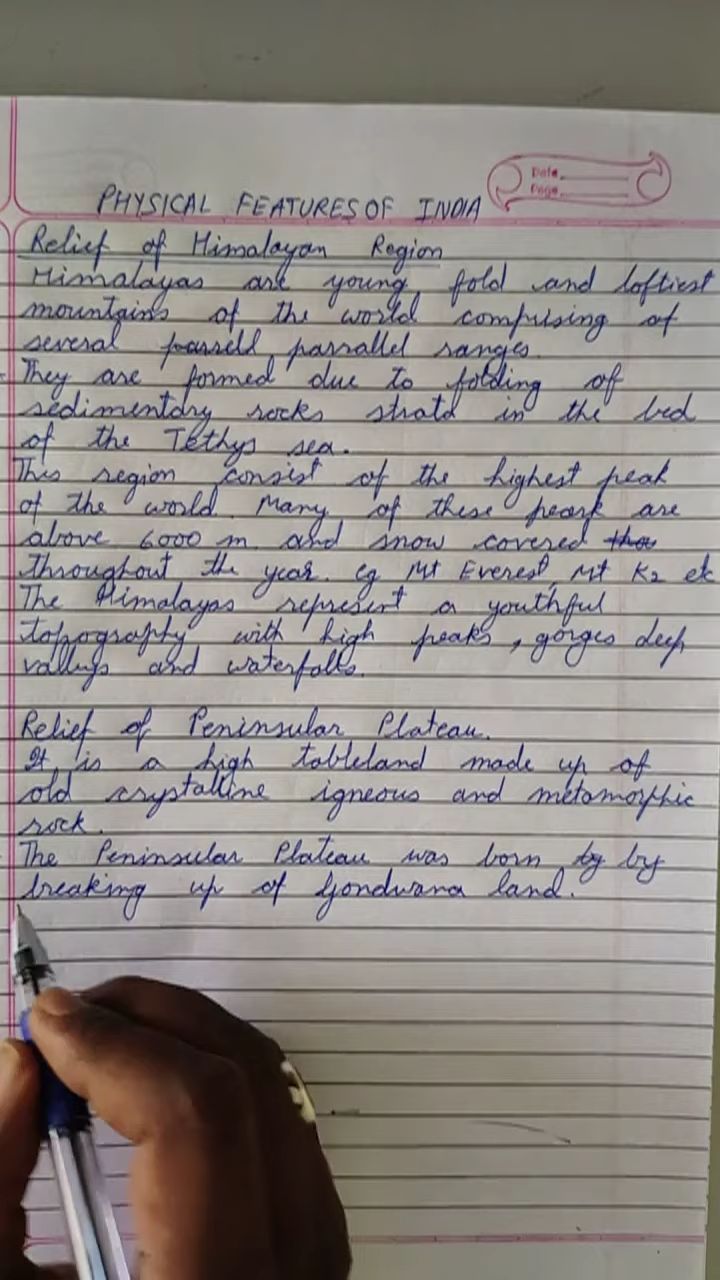 Date
Page
PHYSICAL FEATURES OF INDIA
Relief of Himalayan Region
Himalayas are young fold and loftiest
mountains of the world comprising of
several parrell parrallel ranges.
They are formed due to folding of
sedimentary rocks strata in the bed
of the Tethys sea.
This region consist of the highest peak
of the world. Many of these peark are
above 6000 m and snow covered tho
throughout the year. eg Mt Everest, Mt K2 etc
The Himalayas represent a youthful
topography with high peaks, gorges deep
valleys and waterfalls.
Relief of Peninsular Plateau.
It is a high tableland made up of
old crystalline igneous and metamorphic
rock.
The Peninsular Plateau was born by by
breaking up of Gondwana land.